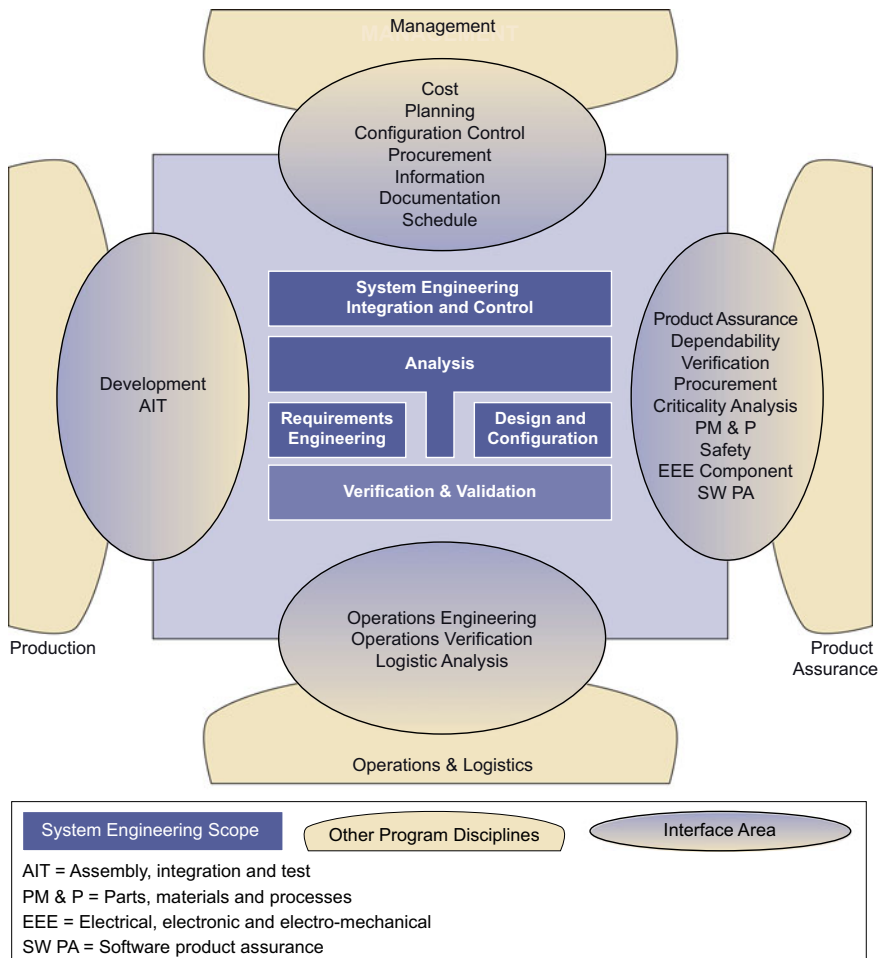 MANAGEMENT
Management
Cost
Planning
Configuration Control
Procurement
Information
Documentation
Schedule
System Engineering
Integration and Control
Analysis
Requirements
Engineering
Design and
Configuration
Verification & Validation
Development
AIT
Product Assurance
Dependability
Verification
Procurement
Criticality Analysis
PM & P
Safety
EEE Component
SW PA
Operations Engineering
Operations Verification
Logistic Analysis
Production
Product
Assurance
Operations & Logistics
System Engineering Scope
Other Program Disciplines
Interface Area
AIT = Assembly, integration and test
PM & P = Parts, materials and processes
EEE = Electrical, electronic and electro-mechanical
SW PA = Software product assurance